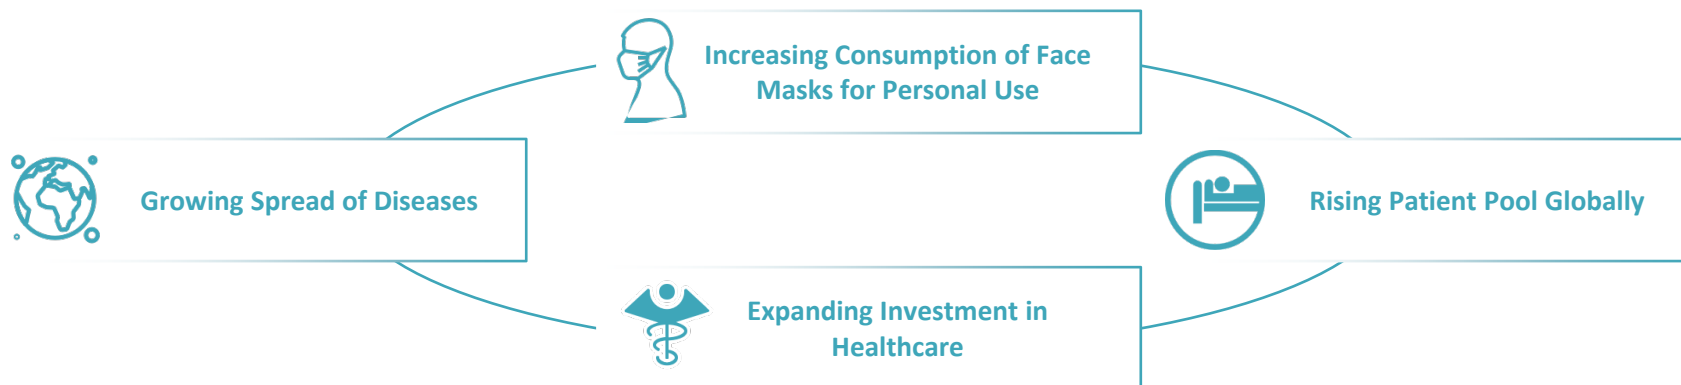 Increasing Consumption of Face
Masks for Personal Use
Growing Spread of Diseases
Rising Patient Pool Globally
Expanding Investment in
Healthcare